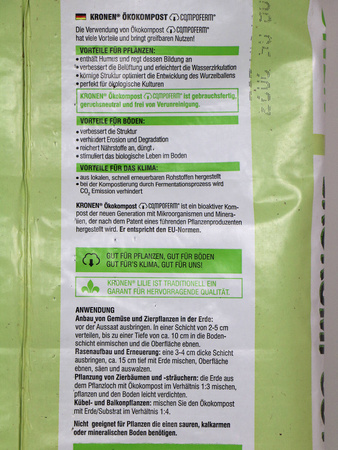 KRONEN® ÖKOKOMPOST COMPOFERM®
Die Verwendung von Ökokompost COMPOFERM®
hat viele Vorteile und bringt greifbaren Nutzen!
VORTEILE FÜR PFLANZEN:
• enthält Humus und regt dessen Bildung an
• verbessert die Belüftung und erleichtert die Wasserzirkulation
• körnige Struktur optimiert die Entwicklung des Wurzelballens
• perfekt für ökologische Kulturen
KRONEN® Ökokompost COMPOFERM® ist gebrauchsfertig,
geruchsneutral und frei von Verunreinigung.
VORTEILE FÜR BÖDEN:
• verbessert die Struktur
• verhindert Erosion und Degradation
• reichert Nährstoffe an, düngt
• stimuliert das biologische Leben im Boden
VORTEILE FÜR DAS KLIMA:
• aus lokalen, schnell erneuerbaren Rohstoffen hergestellt
• bei der Kompostierung durch Fermentationsprozess wird
CO2 Emission verhindert
KRONEN® Ökokompost COMPOFERM® ist ein bioaktiver Kom-
post der neuen Generation mit Mikroorganismen und Minera-
lien, der nach dem Patent eines führenden Pflanzenproduzenten
hergestellt wird. Er entspricht den EU-Normen.
GUT FÜR PFLANZEN, GUT FÜR BÖDEN
GUT FÜR'S KLIMA, GUT FÜR UNS!
KRONEN® LILIE IST TRADITIONELL EIN
GARANT FÜR HERVORRAGENDE QUALITÄT.
ANWENDUNG
Anbau von Gemüse und Zierpflanzen in der Erde:
vor der Aussaat ausbringen. In einer Schicht von 2-5 cm
verteilen, bis zu einer Tiefe von ca. 10 cm in die Boden-
schicht einmischen und die Oberfläche ebnen.
Rasenaufbau und Erneuerung: eine 3-4 cm dicke Schicht
ausbringen, ca. 15 cm tief mit Erde mischen, Oberfläche
ebnen, säen und auswalzen.
Pflanzung von Zierbäumen und -sträuchern: die Erde aus
dem Pflanzloch mit Ökokompost im Verhältnis 1:3 mischen,
pflanzen und den Boden leicht verdichten.
Kübel- und Balkonpflanzen: mischen Sie den Ökokompost
mit Erde/Substrat im Verhältnis 1:4.
Nicht geeignet für Pflanzen die einen sauren, kalkarmen
oder mineralischen Boden benötigen.